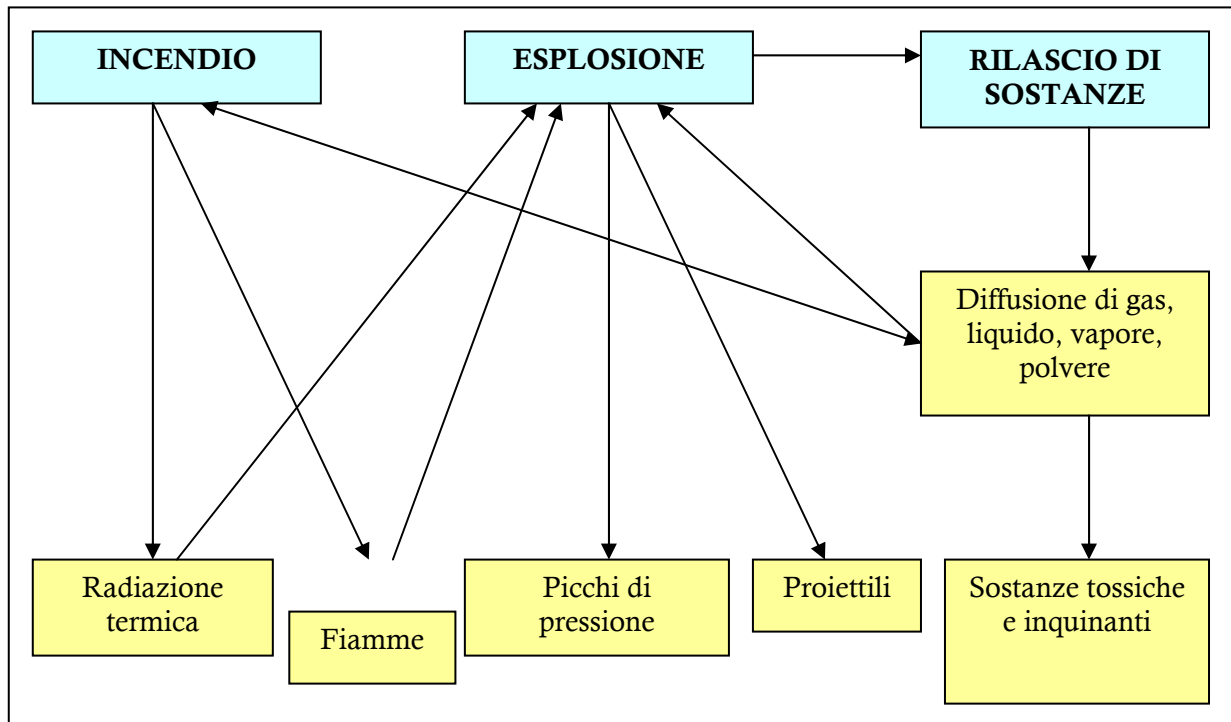 INCENDIO
ESPLOSIONE
RILASCIO DI
SOSTANZE
Diffusione di gas,
liquido, vapore,
polvere
Radiazione
termica
Fiamme
Picchi di
pressione
Proiettili
Sostanze tossiche
e inquinanti